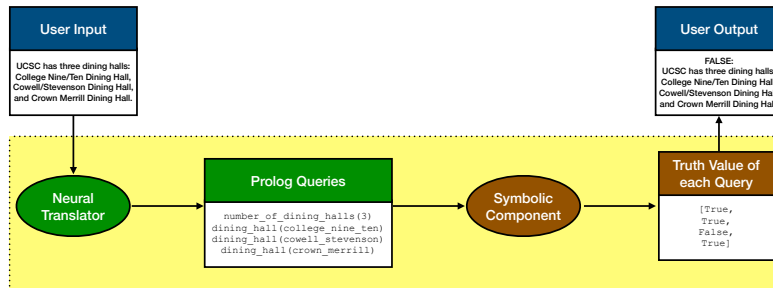 User Input
UCSC has three dining halls:
College Nine/Ten Dining Hall,
Cowell/Stevenson Dining Hall,
and Crown Merrill Dining Hall.
User Output
FALSE:
UCSC has three dining halls
College Nine/Ten Dining Hall
Cowell/Stevenson Dining Ha
and Crown Merrill Dining Hall
Neural
Translator
Prolog Queries
number_of_dining_halls(3)
dining_hall(college_nine_ten)
dining_hall(cowell_stevenson)
dining_hall(crown_merrill)
Symbolic
Component
Truth Value of
each Query
[True,
True,
False,
True]